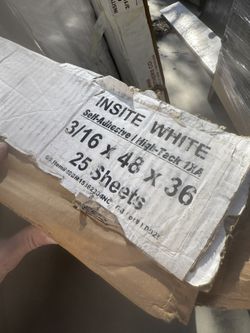 INSITE WHITE
Self-Adhesive / High-Tack 1XA
3/16 x 48 x 36
25 Sheets